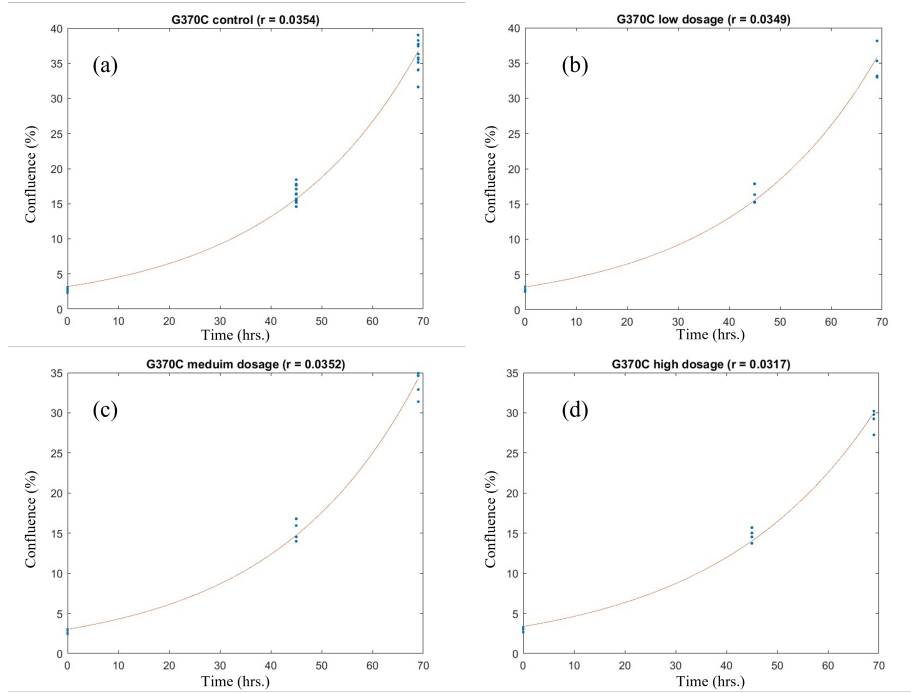 G370C control (r = 0.0354)
(a)
Confluence (%)
40
35
30
25
20
15
10
5
0
0 10 20 30 40 50 60 70
Time (hrs.)
G370C low dosage (r = 0.0349)
(b)
Confluence (%)
40
35
30
25
20
15
10
5
0
0 10 20 30 40 50 60 70
Time (hrs.)
G370C meduim dosage (r = 0.0352)
(c)
Confluence (%)
35
30
25
20
15
10
5
0
0 10 20 30 40 50 60 70
Time (hrs.)
G370C high dosage (r = 0.0317)
(d)
Confluence (%)
35
30
25
20
15
10
5
0
0 10 20 30 40 50 60 70
Time (hrs.)